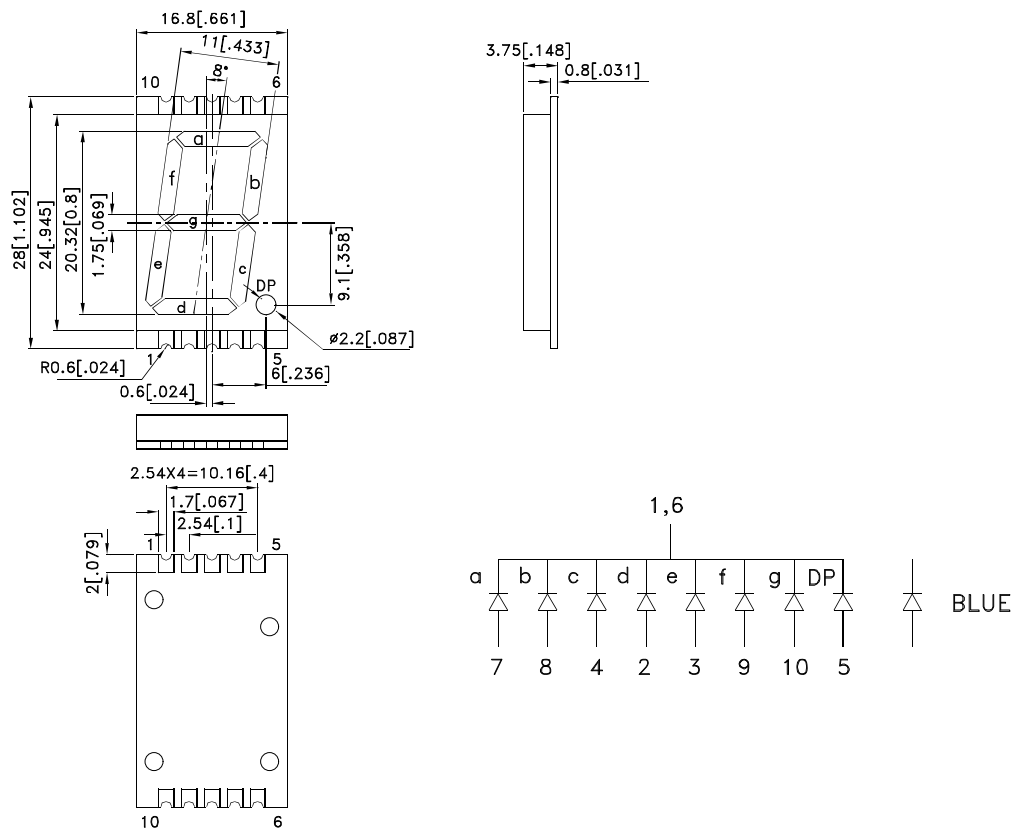 16.8[.661]
11[.433]
8°
10
6
a
f
b
g
e
c
d
DP
28[1.102]
24[.945]
20.32[0.8]
1.75[.069]
9.1[.358]
ø2.2[.087]
1
5
R0.6[.024]
6[.236]
0.6[.024]
3.75[.148]
0.8[.031]
2.54X4=10.16[.4]
1.7[.067]
2.54[.1]
1
5
2[.079]
10
6
1,6
a b c d e f g DP
BLUE
7 8 4 2 3 9 10 5